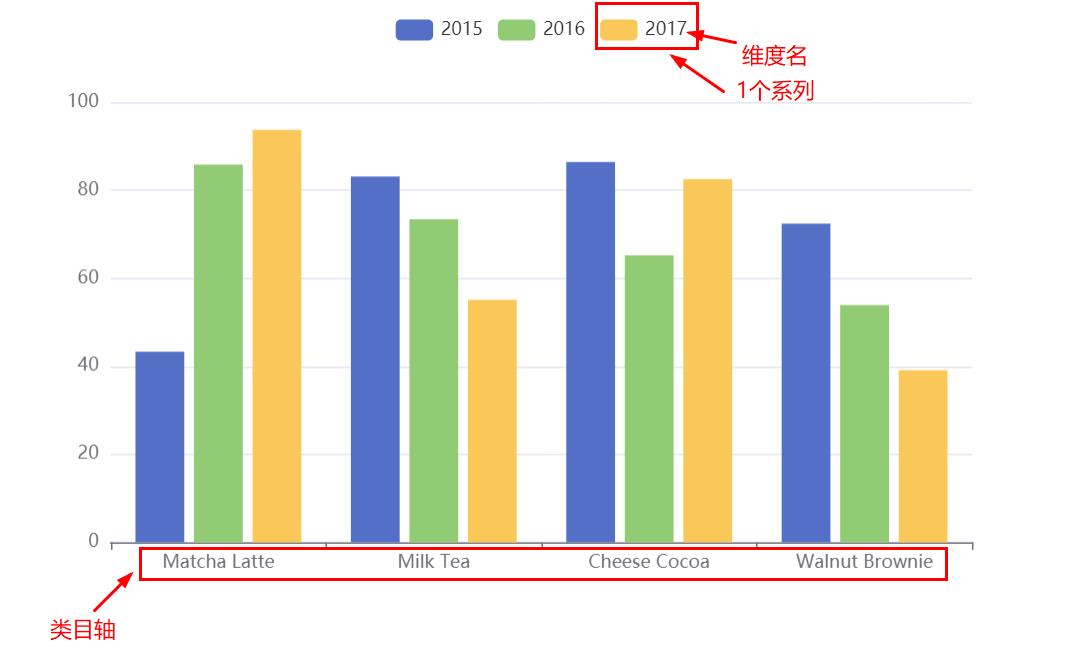 2015 2016 2017
维度名
1个系列
100
80
60
40
20
0
Matcha Latte Milk Tea Cheese Cocoa Walnut Brownie
类目轴